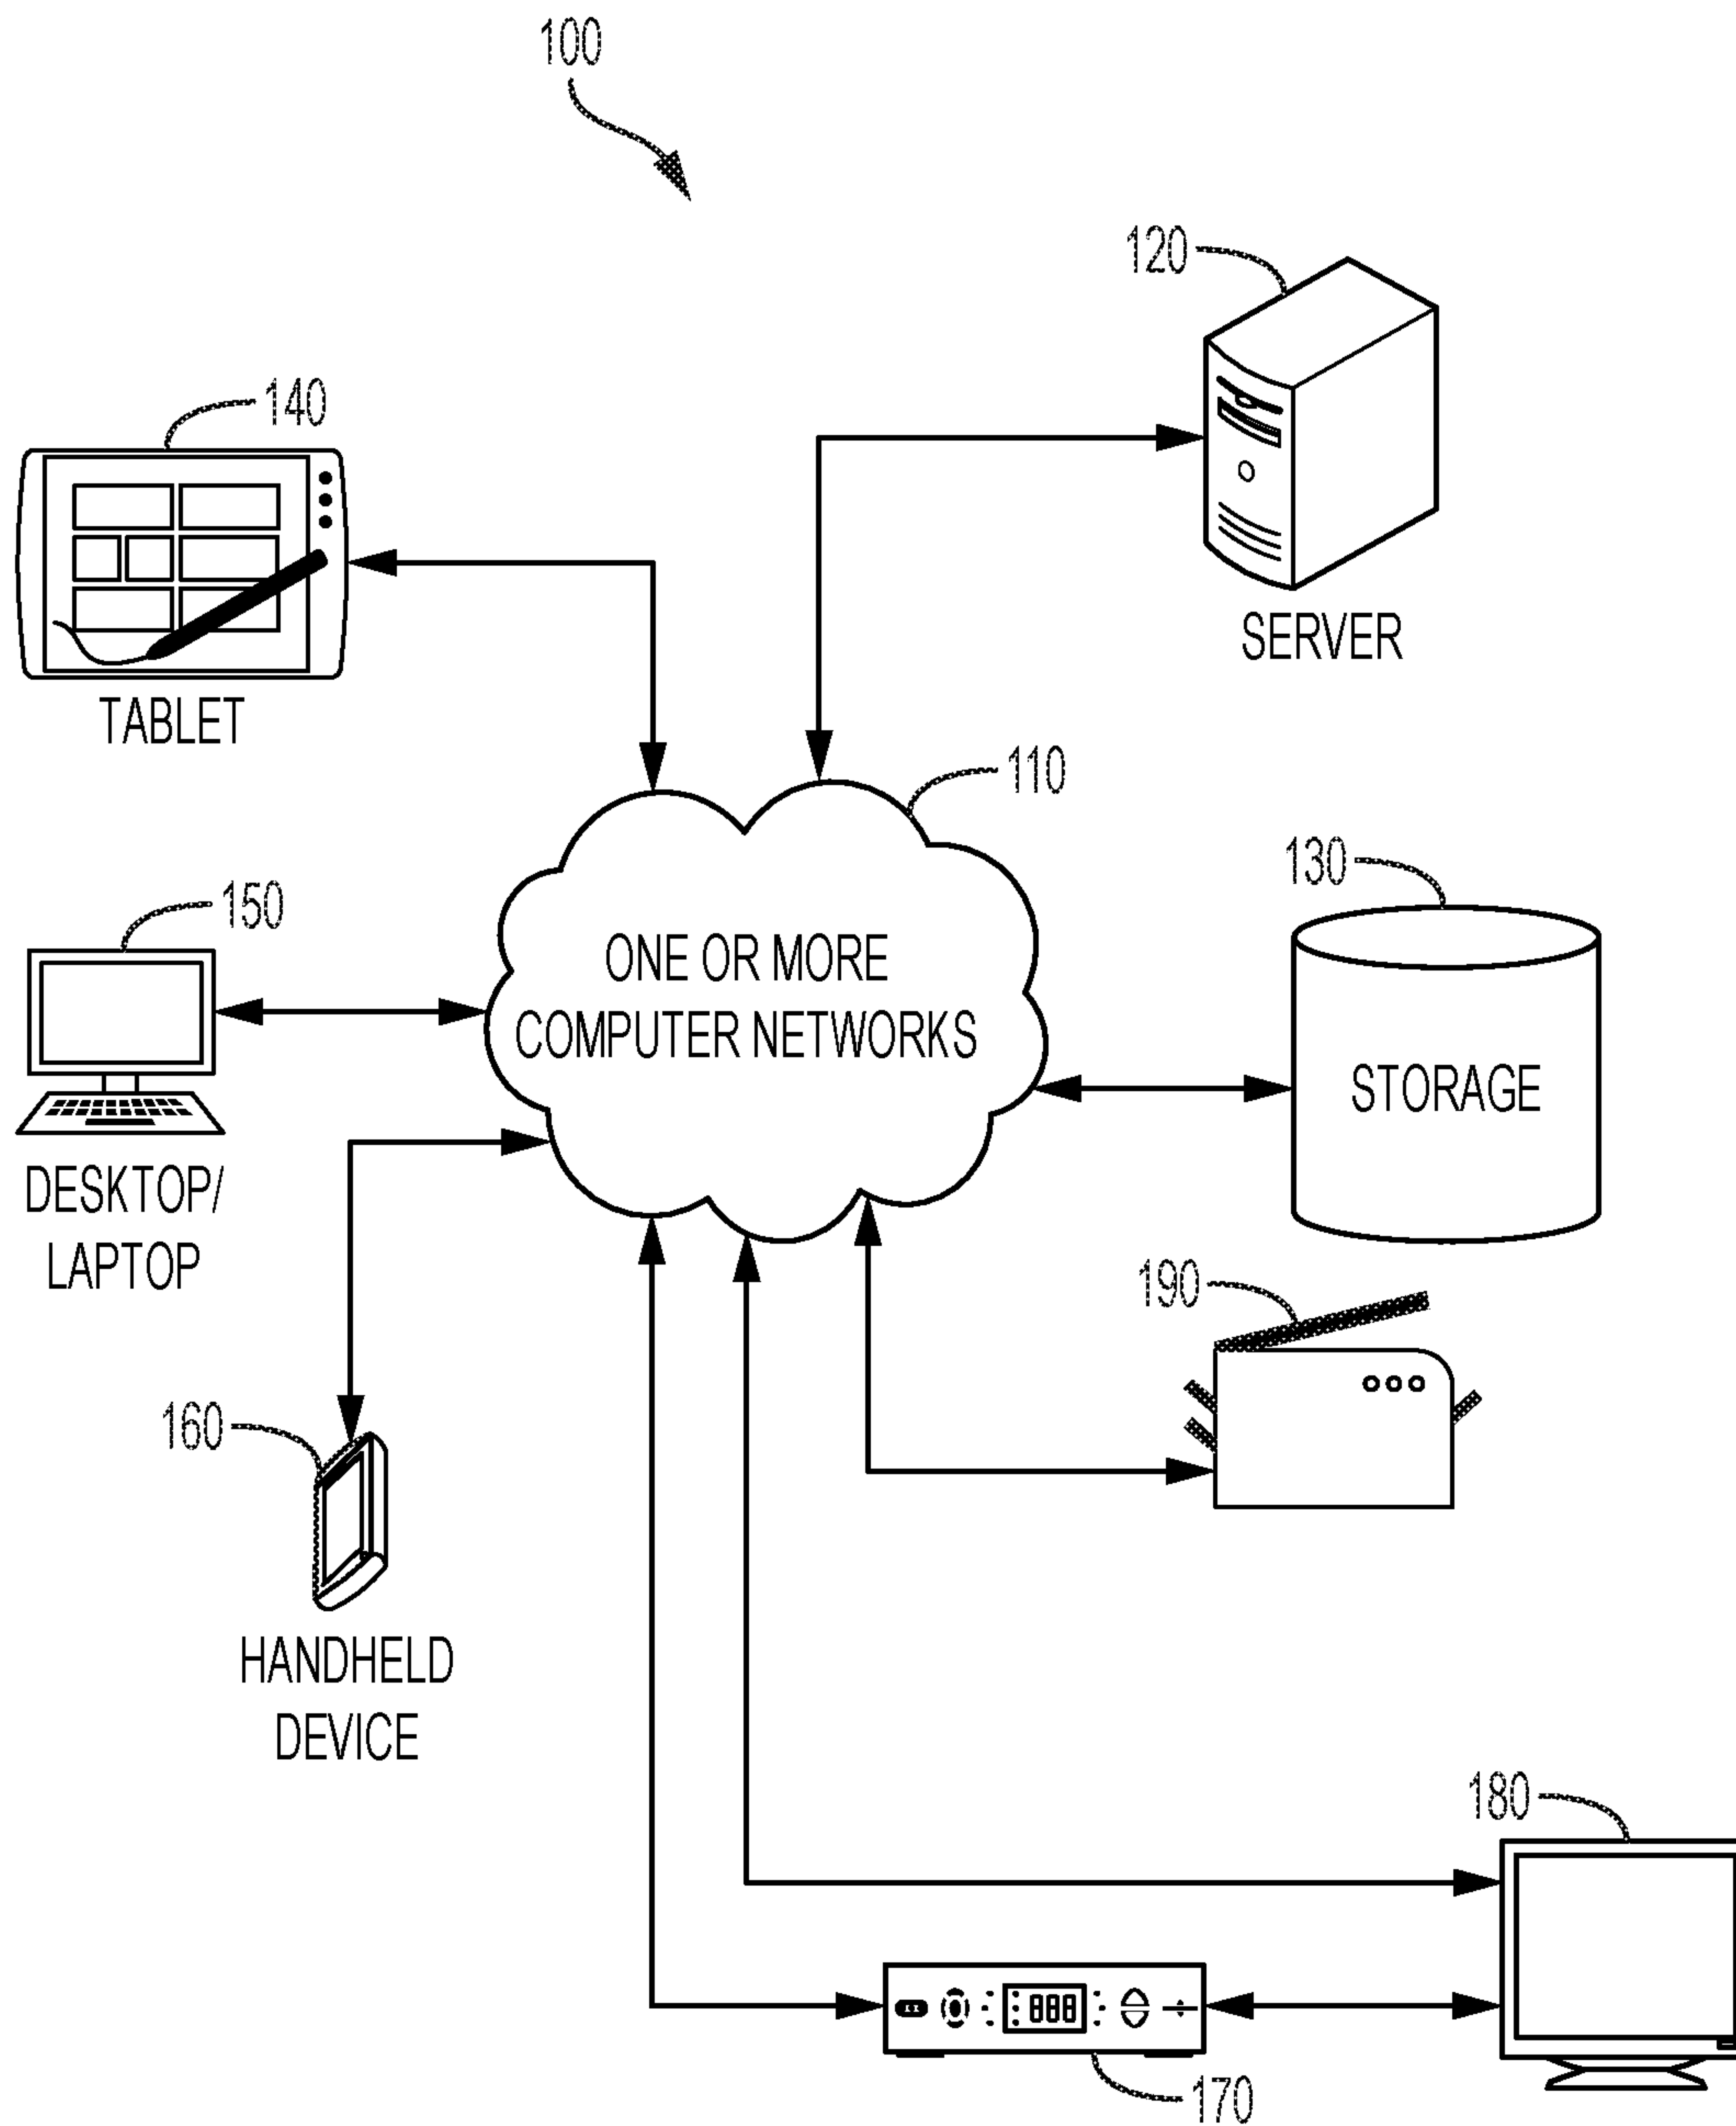 100
120
140
SERVER
TABLET
110
130
150
ONE OR MORE
COMPUTER NETWORKS
STORAGE
DESKTOP/
LAPTOP
190
160
HANDHELD
DEVICE
180
888
170